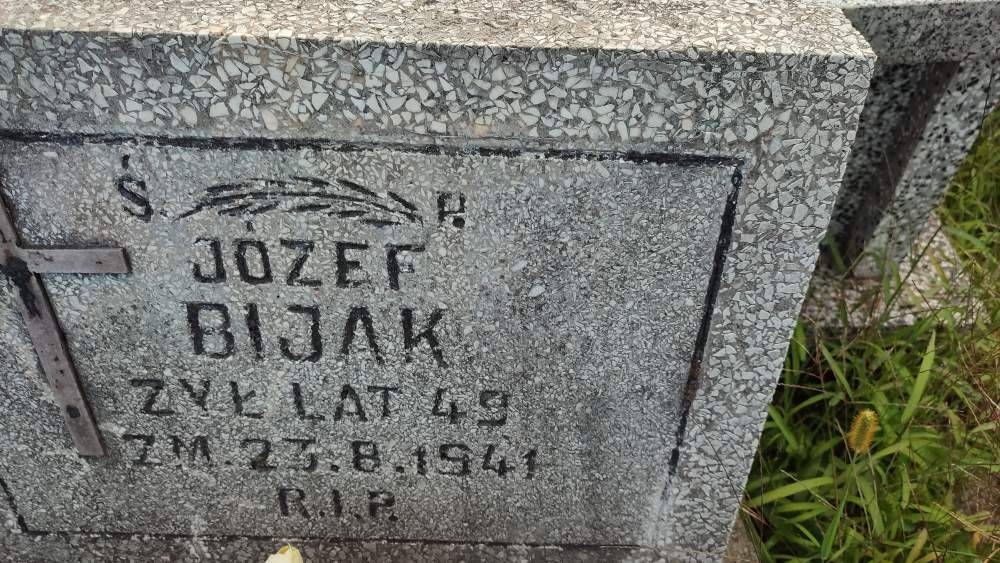 Ś. P.
JÓZEF
BIJAK
ŻYŁ LAT 49
ZM. 23.8.1941
R.I.P.